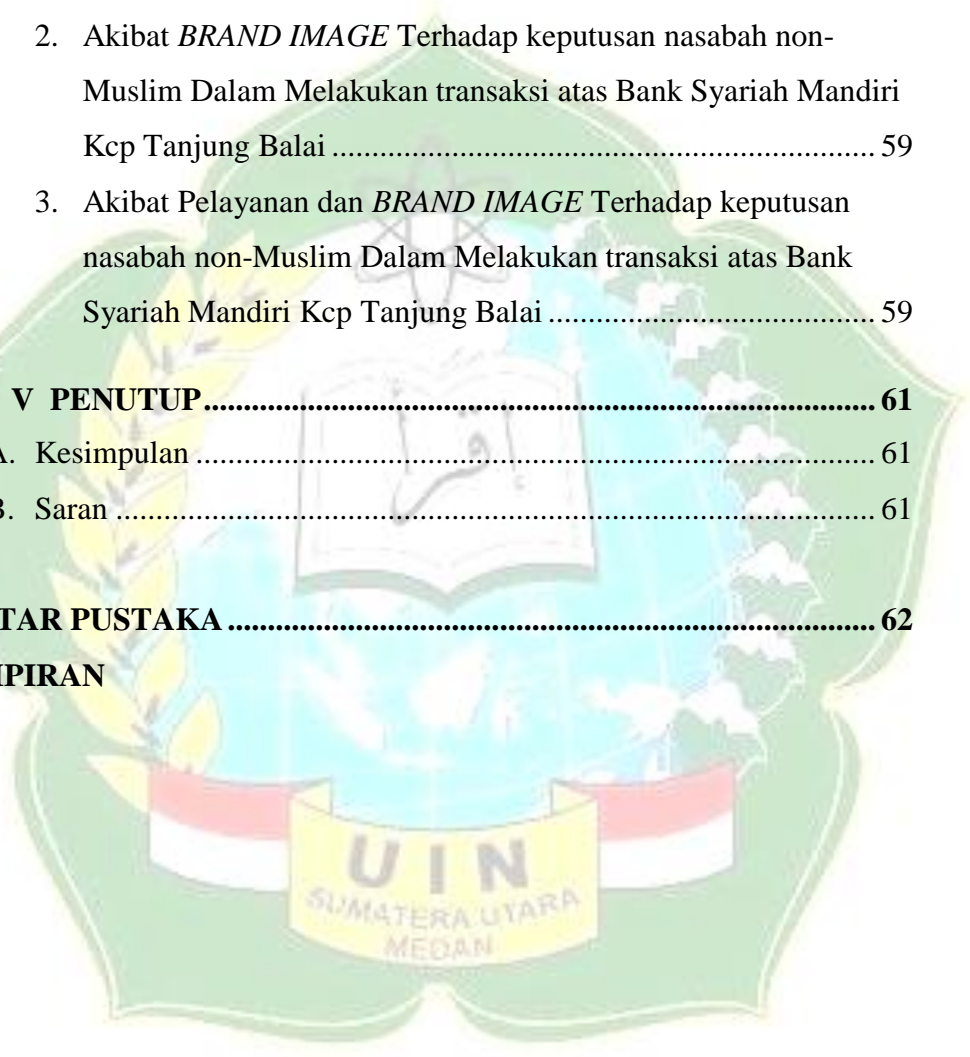 2. Akibat BRAND IMAGE Terhadap keputusan nasabah non-
Muslim Dalam Melakukan transaksi atas Bank Syariah Mandiri
Kcp Tanjung Balai ..................................................................... 59
3. Akibat Pelayanan dan BRAND IMAGE Terhadap keputusan
nasabah non-Muslim Dalam Melakukan transaksi atas Bank
Syariah Mandiri Kcp Tanjung Balai ......................................... 59
V PENUTUP..................................................................................... 61
A. Kesimpulan ...................................................................................... 61
B. Saran ................................................................................................ 61
TAR PUSTAKA .................................................................................. 62
IPIRAN
UIN
SUMATERA UTARA
MEDAN